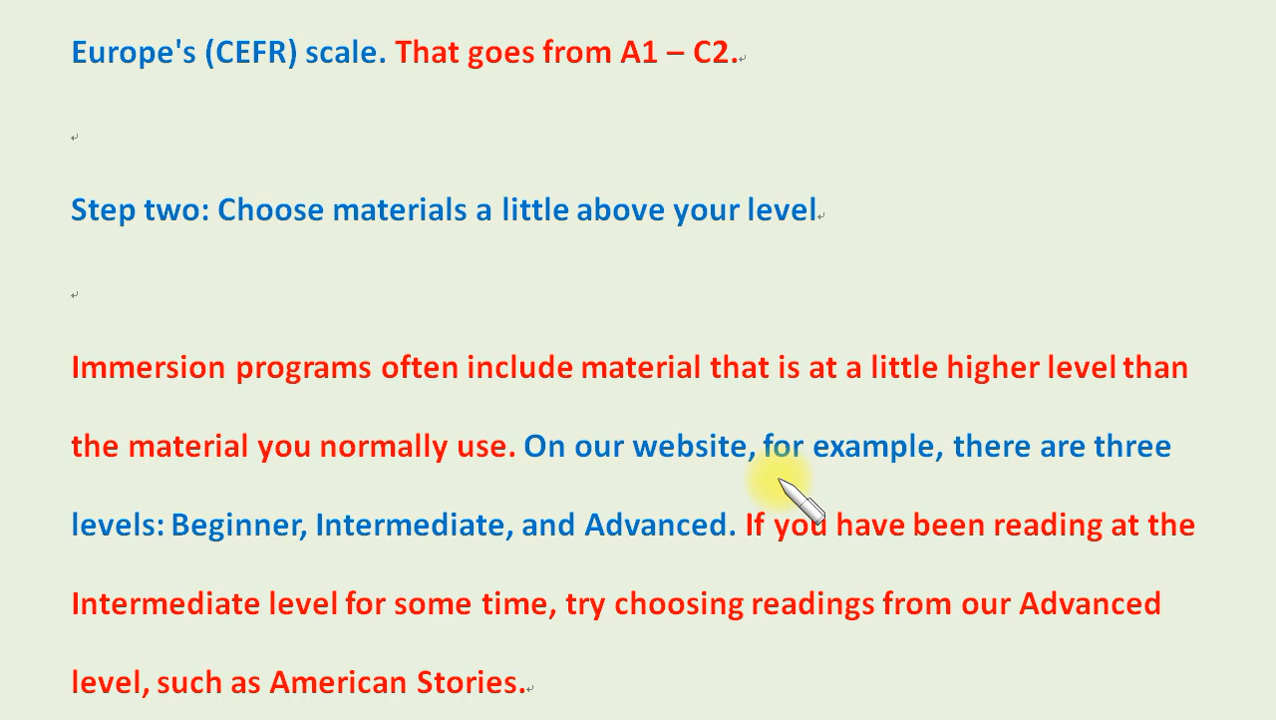 Europe's (CEFR) scale. That goes from A1 – C2.
Step two: Choose materials a little above your level
Immersion programs often include material that is at a little higher level than
the material you normally use. On our website, for example, there are three
levels: Beginner, Intermediate, and Advanced. If you have been reading at the
Intermediate level for some time, try choosing readings from our Advanced
level, such as American Stories.